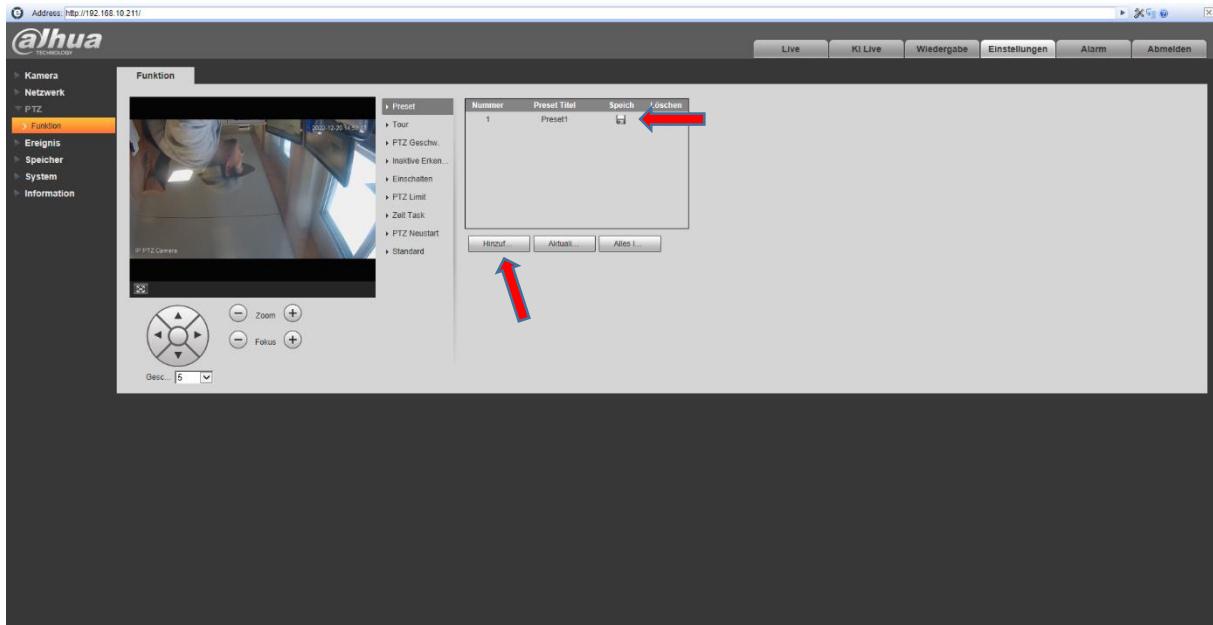 Address: http://192.168.10.211/
alhua
TECHNOLOGY
Live
KI Live
Wiedergabe
Einstellungen
Alarm
Abmelden
Kamera
Netzwerk
PTZ
Funktion
Ereignis
Speicher
System
Information
Funktion
IP PTZ Camera
Preset
Tour
PTZ Geschw.
Inaktive Erken...
Einschalten
PTZ Limit
Zeit Task
PTZ Neustart
Standard
Nummer Preset Titel Speich Löschen
1 Preset1
Hinzuf... Aktuali... Alles l...
Zoom
Fokus
Gesc... 5